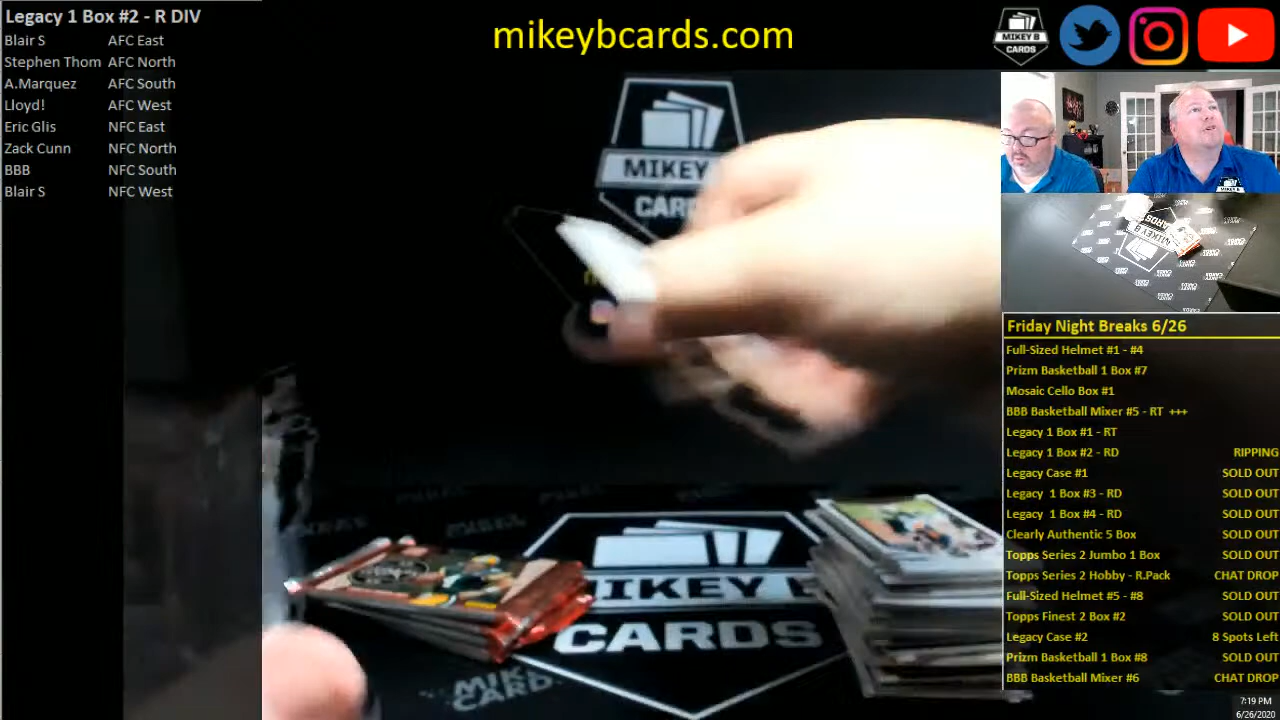 Legacy 1 Box #2 - R DIV
Blair S AFC East
Stephen Thom AFC North
A.Marquez AFC South
Lloyd! AFC West
Eric Glis NFC East
Zack Cunn NFC North
BBB NFC South
Blair S NFC West
mikeybcards.com
MIKEY B
CARDS
MIKEY
CARD
MIKEY B
CARDS
Friday Night Breaks 6/26
Full-Sized Helmet #1 - #4
Prizm Basketball 1 Box #7
Mosaic Cello Box #1
BBB Basketball Mixer #5 - RT +++
Legacy 1 Box #1 - RT
Legacy 1 Box #2 - RD RIPPING
Legacy Case #1 SOLD OUT
Legacy 1 Box #3 - RD SOLD OUT
Legacy 1 Box #4 - RD SOLD OUT
Clearly Authentic 5 Box SOLD OUT
Topps Series 2 Jumbo 1 Box SOLD OUT
Topps Series 2 Hobby - R.Pack CHAT DROP
Full-Sized Helmet #5 - #8 SOLD OUT
Topps Finest 2 Box #2 SOLD OUT
Legacy Case #2 8 Spots Left
Prizm Basketball 1 Box #8 SOLD OUT
BBB Basketball Mixer #6 CHAT DROP
7:19 PM
6/26/2020